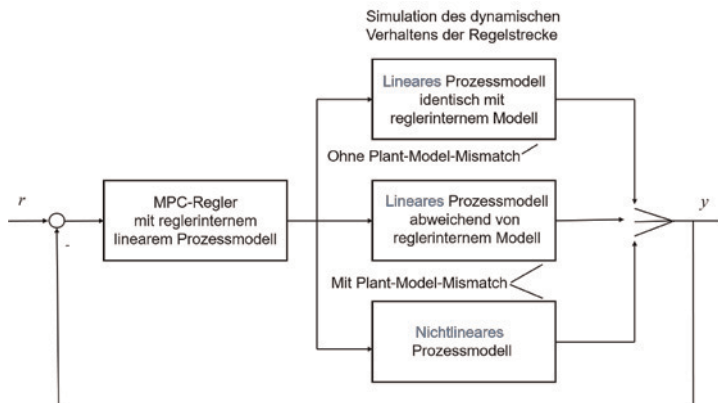 Simulation des dynamischen
Verhaltens der Regelstrecke
Lineares Prozessmodell
identisch mit
reglerinternem Modell
Ohne Plant-Model-Mismatch
r
MPC-Regler
mit reglerinternem
linearem Prozessmodell
-
Lineares Prozessmodell
abweichend von
reglerinternem Modell
y
Mit Plant-Model-Mismatch
Nichtlineares
Prozessmodell